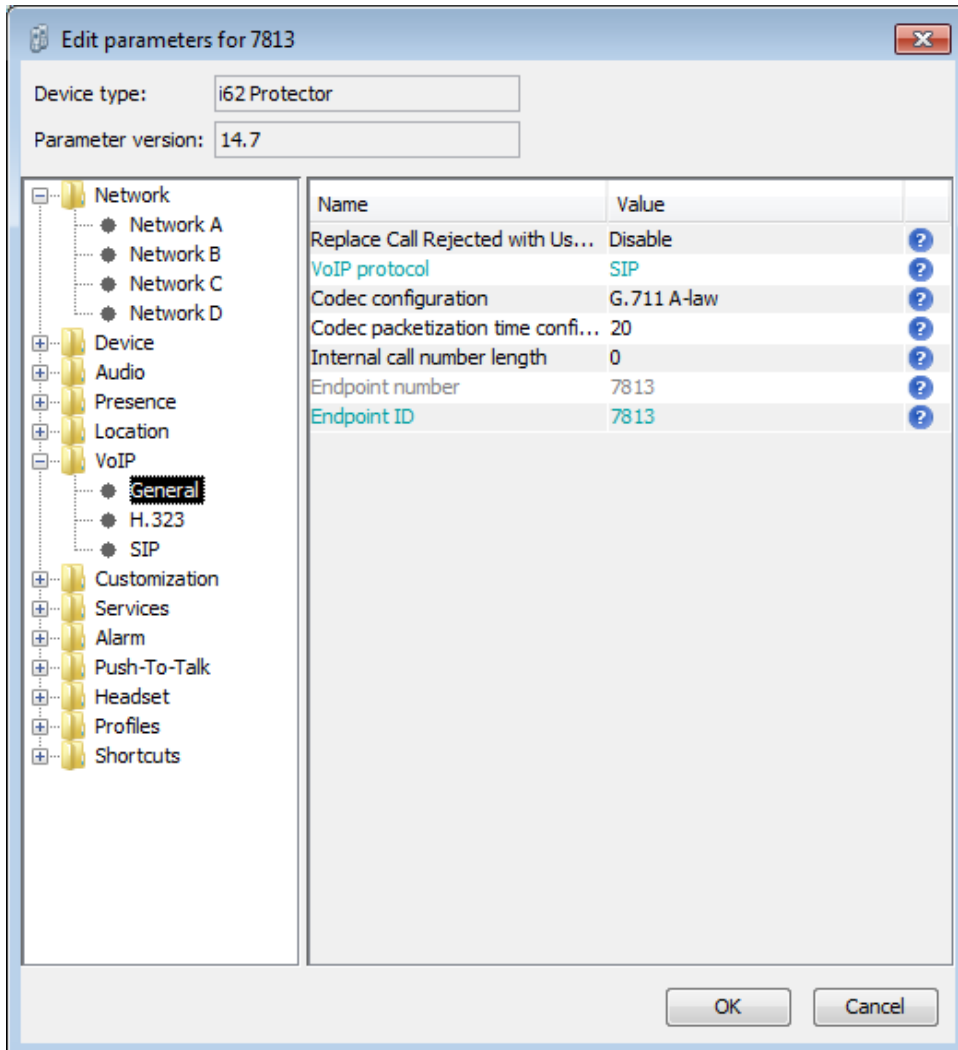 Edit parameters for 7813
Device type: i62 Protector
Parameter version: 14.7
Network
Network A
Network B
Network C
Network D
Device
Audio
Presence
Location
VoIP
General
H.323
SIP
Customization
Services
Alarm
Push-To-Talk
Headset
Profiles
Shortcuts
Name Value
Replace Call Rejected with Us... Disable
VoIP protocol SIP
Codec configuration G.711 A-law
Codec packetization time confi... 20
Internal call number length 0
Endpoint number 7813
Endpoint ID 7813
OK Cancel